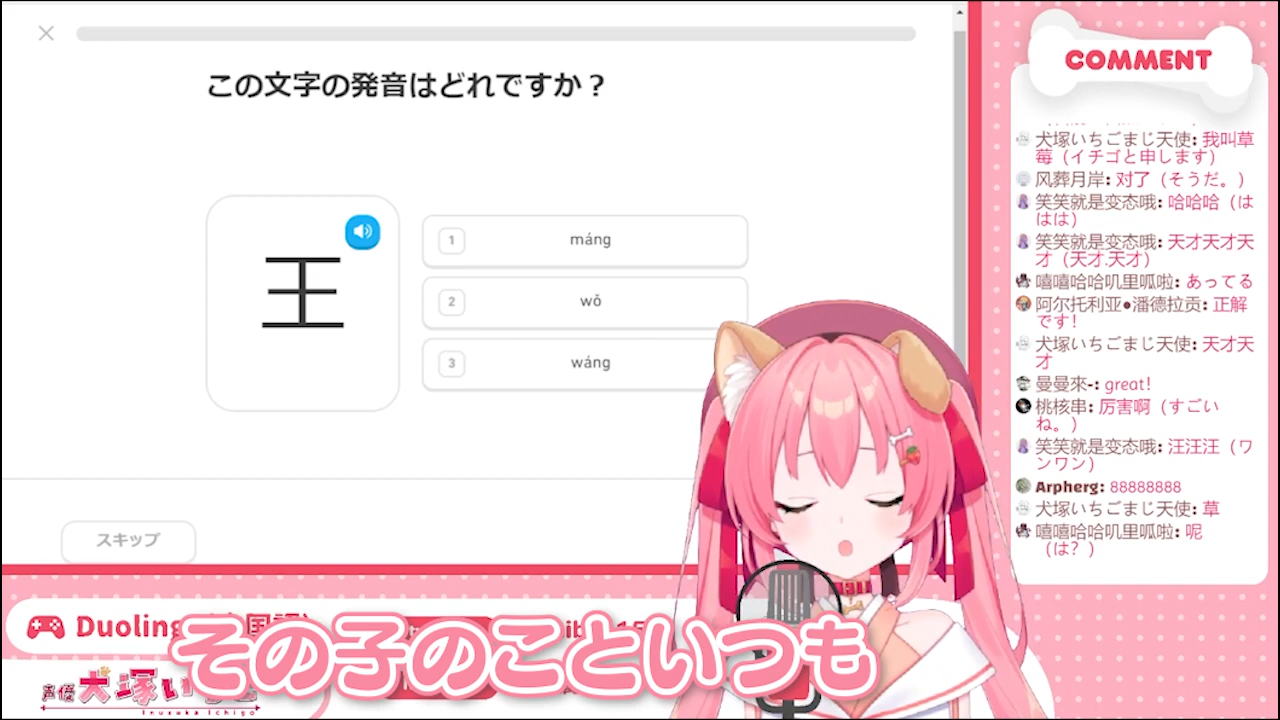 この文字の発音はどれですか？
王
1 máng
2 wǒ
3 wáng
スキップ
COMMENT
犬塚いちごまじ天使: 我叫草
莓（イチゴと申します）
风葬月岸: 对了（そうだ。）
笑笑就是变态哦: 哈哈哈（は
はは）
笑笑就是变态哦: 天才天才天
才（天才.天才）
嘻嘻哈哈叽里呱啦: あってる
阿尔托利亚●潘德拉贡: 正解
です！
犬塚いちごまじ天使: 天才天
才
曼曼來-: great!
桃核串: 厉害啊（すごい
ね。）
笑笑就是变态哦: 汪汪汪（ワ
ンワン）
Arpherg: 88888888
犬塚いちごまじ天使: 草
嘻嘻哈哈叽里呱啦: 呢
（は？）
その子のこといつも
声優犬塚い
Inuzuka Ichigo